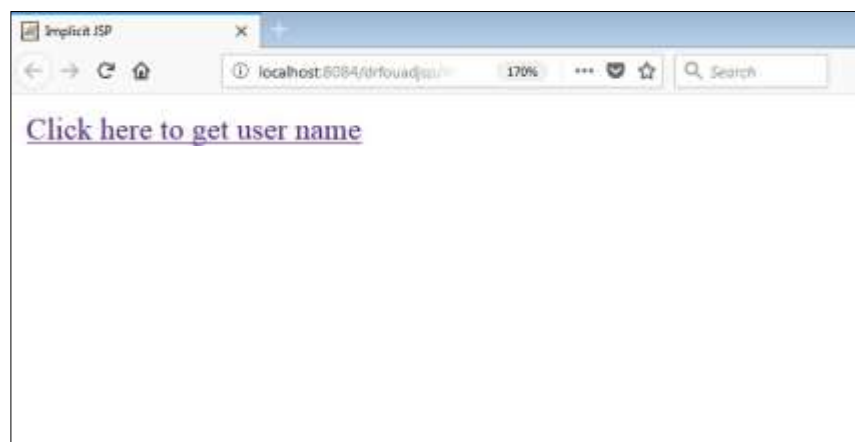 Implicit JSP
localhost:8084/drfouadjsp/
170%
Search
Click here to get user name